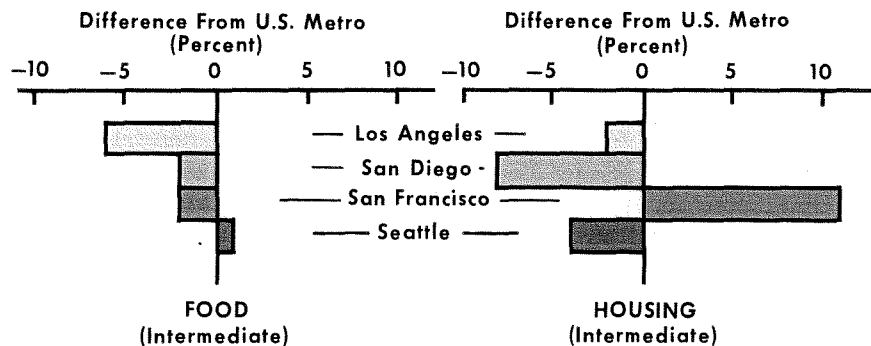 Difference From U.S. Metro
(Percent)
−10 −5 0 5 10
Difference From U.S. Metro
(Percent)
−10 −5 0 5 10
Los Angeles
San Diego
San Francisco
Seattle
FOOD
(Intermediate)
HOUSING
(Intermediate)